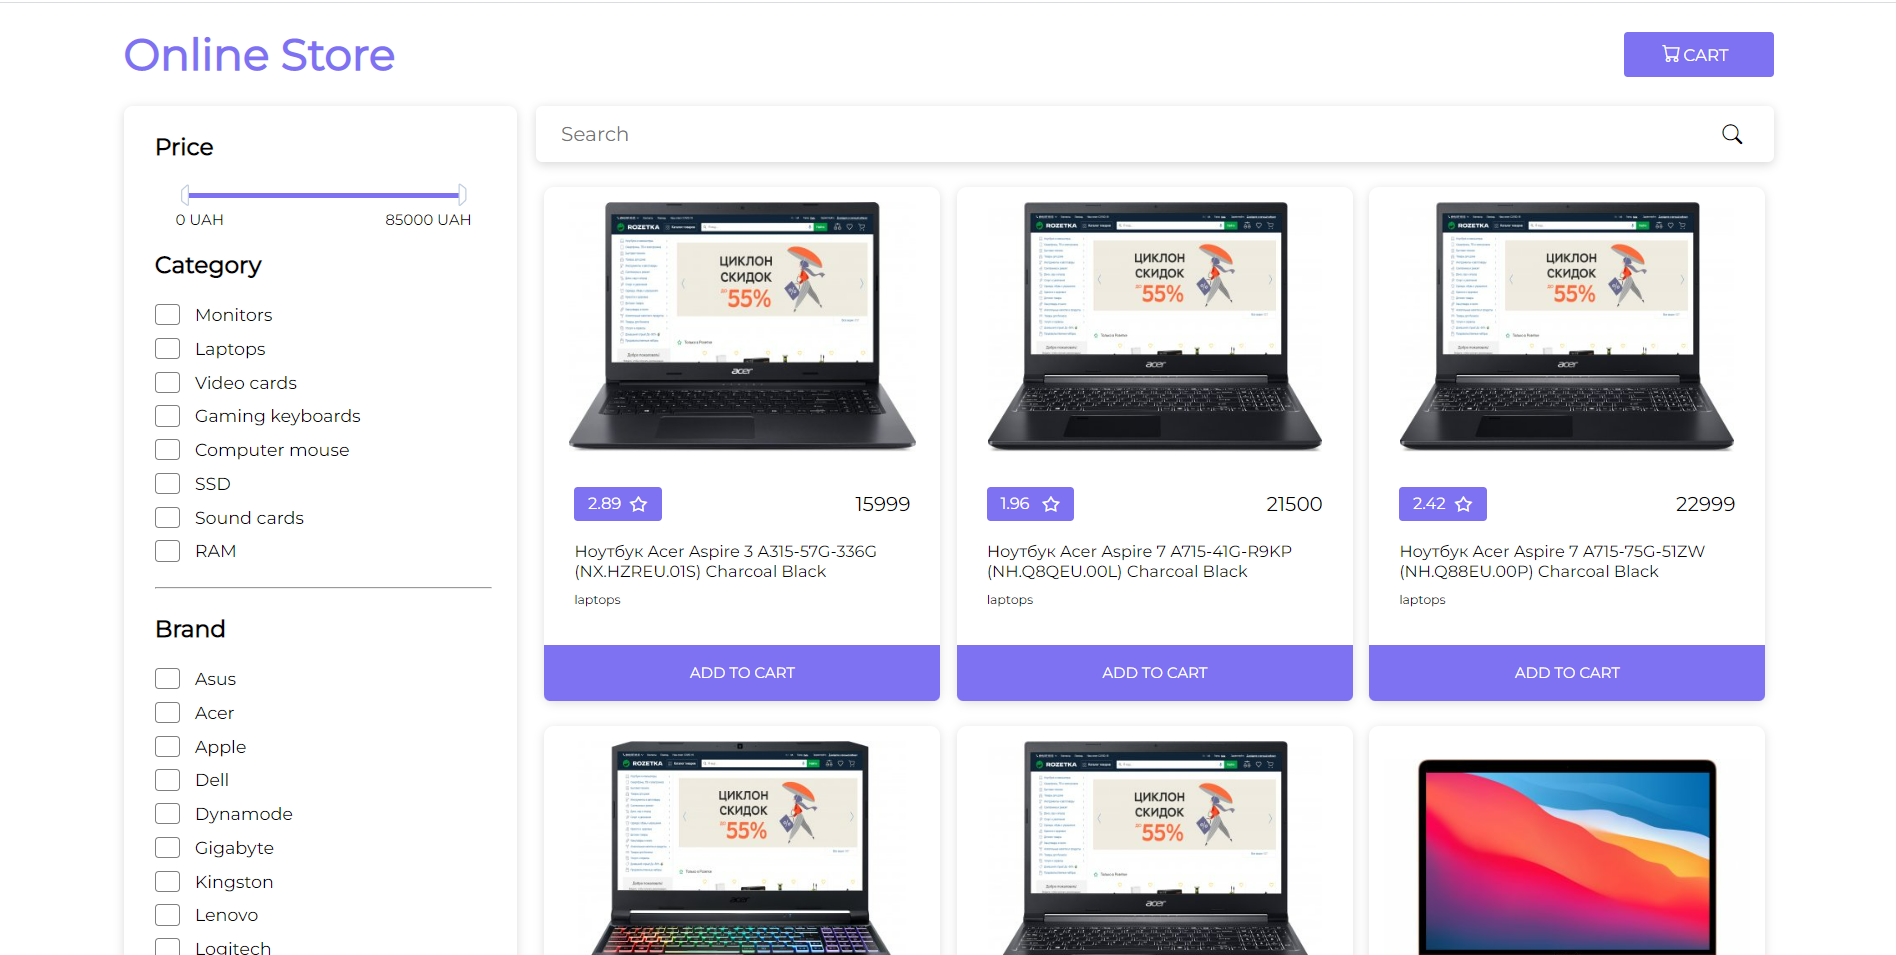 Online Store
CART
Price
0 UAH
85000 UAH
Category
Monitors
Laptops
Video cards
Gaming keyboards
Computer mouse
SSD
Sound cards
RAM
Brand
Asus
Acer
Apple
Dell
Dynamode
Gigabyte
Kingston
Lenovo
Logitech
Search
ROZETKA
ЦИКЛОН
СКИДОК
ДО 55%
acer
2.89
15999
Ноутбук Acer Aspire 3 A315-57G-336G
(NX.HZREU.01S) Charcoal Black
laptops
ADD TO CART
ROZETKA
ЦИКЛОН
СКИДОК
ДО 55%
acer
1.96
21500
Ноутбук Acer Aspire 7 A715-41G-R9KP
(NH.Q8QEU.00L) Charcoal Black
laptops
ADD TO CART
ROZETKA
ЦИКЛОН
СКИДОК
ДО 55%
acer
2.42
22999
Ноутбук Acer Aspire 7 A715-75G-51ZW
(NH.Q88EU.00P) Charcoal Black
laptops
ADD TO CART
ROZETKA
ЦИКЛОН
СКИДОК
ДО 55%
acer
ROZETKA
ЦИКЛОН
СКИДОК
ДО 55%
acer